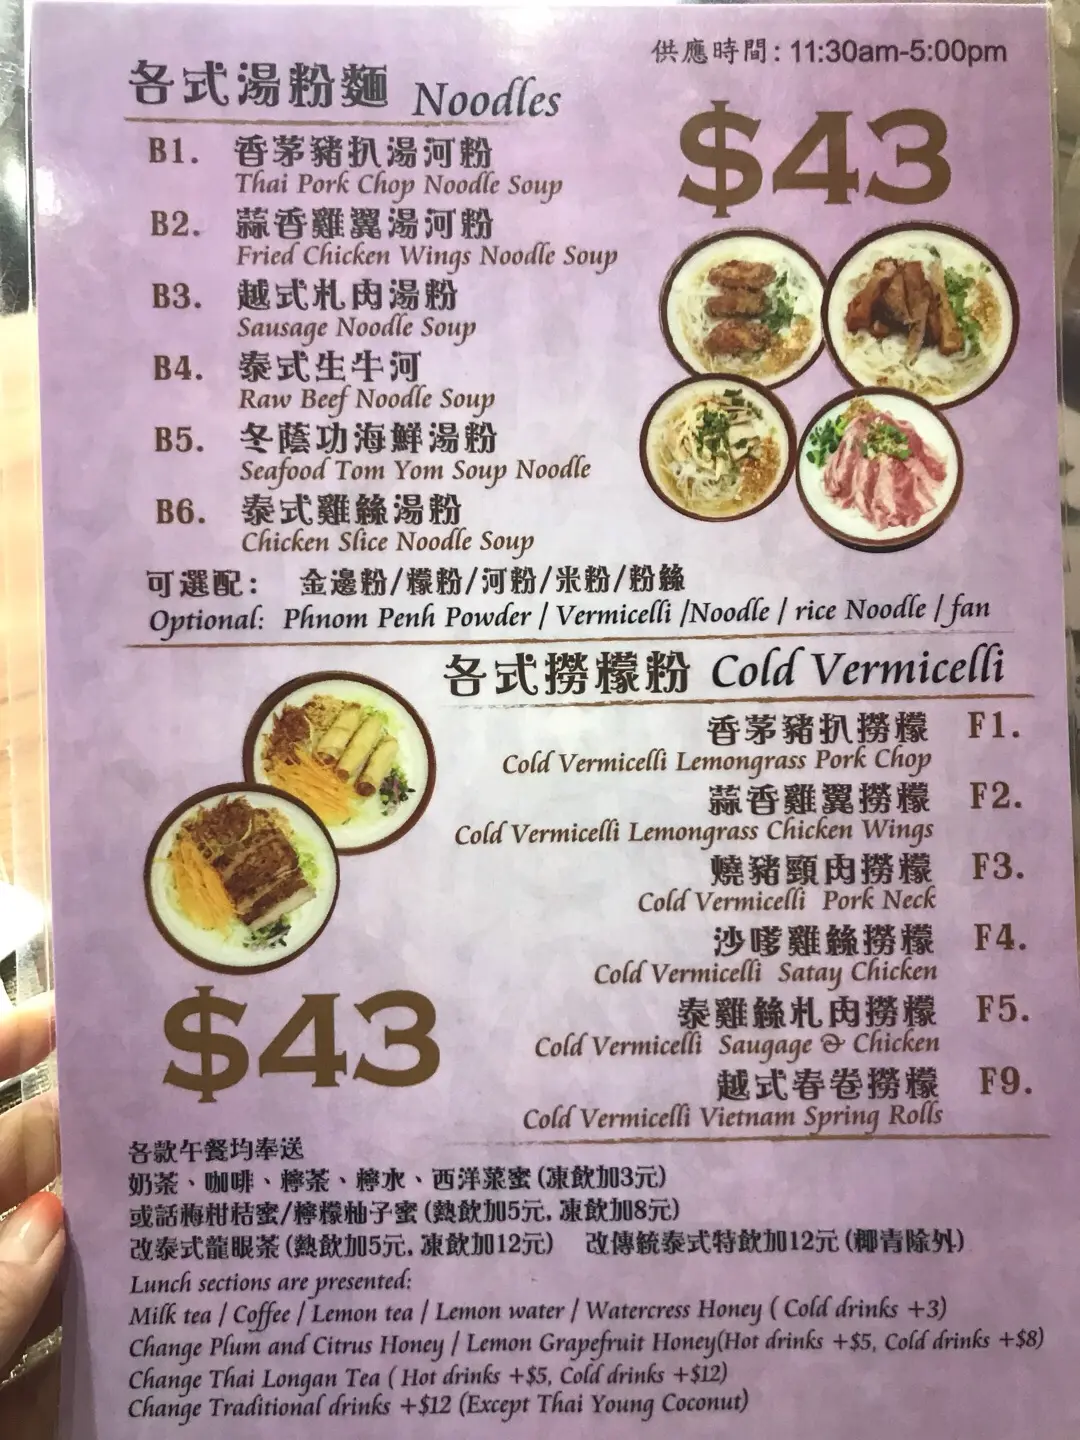 供應時間: 11:30am-5:00pm
各式湯粉麵 Noodles
$43
B1. 香茅豬扒湯河粉
Thai Pork Chop Noodle Soup
B2. 蒜香雞翼湯河粉
Fried Chicken Wings Noodle Soup
B3. 越式札肉湯粉
Sausage Noodle Soup
B4. 泰式生牛河
Raw Beef Noodle Soup
B5. 冬蔭功海鮮湯粉
Seafood Tom Yom Soup Noodle
B6. 泰式雞絲湯粉
Chicken Slice Noodle Soup
可選配: 金邊粉/檬粉/河粉/米粉/粉絲
Optional: Phnom Penh Powder / Vermicelli /Noodle / rice Noodle / fan
各式撈檬粉 Cold Vermicelli
香茅豬扒撈檬 F1.
Cold Vermicelli Lemongrass Pork Chop
蒜香雞翼撈檬 F2.
Cold Vermicelli Lemongrass Chicken Wings
燒豬頸肉撈檬 F3.
Cold Vermicelli Pork Neck
沙嗲雞絲撈檬 F4.
Cold Vermicelli Satay Chicken
泰雞絲札肉撈檬 F5.
Cold Vermicelli Saugage & Chicken
越式春卷撈檬 F9.
Cold Vermicelli Vietnam Spring Rolls
$43
各款午餐均奉送
奶茶、咖啡、檸茶、檸水、西洋菜蜜 (凍飲加3元)
或話梅柑桔蜜/檸檬柚子蜜 (熱飲加5元, 凍飲加8元)
改泰式龍眼茶 (熱飲加5元, 凍飲加12元) 改傳統泰式特飲加12元 (椰青除外)
Lunch sections are presented:
Milk tea / Coffee / Lemon tea / Lemon water / Watercress Honey ( Cold drinks +3)
Change Plum and Citrus Honey / Lemon Grapefruit Honey(Hot drinks +$5, Cold drinks +$8)
Change Thai Longan Tea ( Hot drinks +$5, Cold drinks +$12)
Change Traditional drinks +$12 (Except Thai Young Coconut)